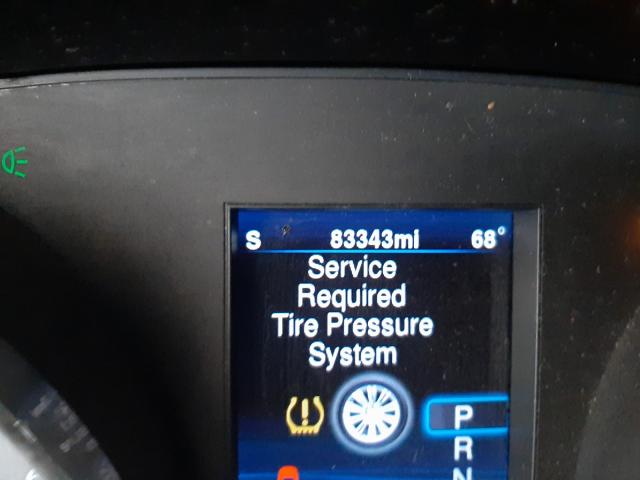 S 83343mi 68°
Service
Required
Tire Pressure
System
P
R
N